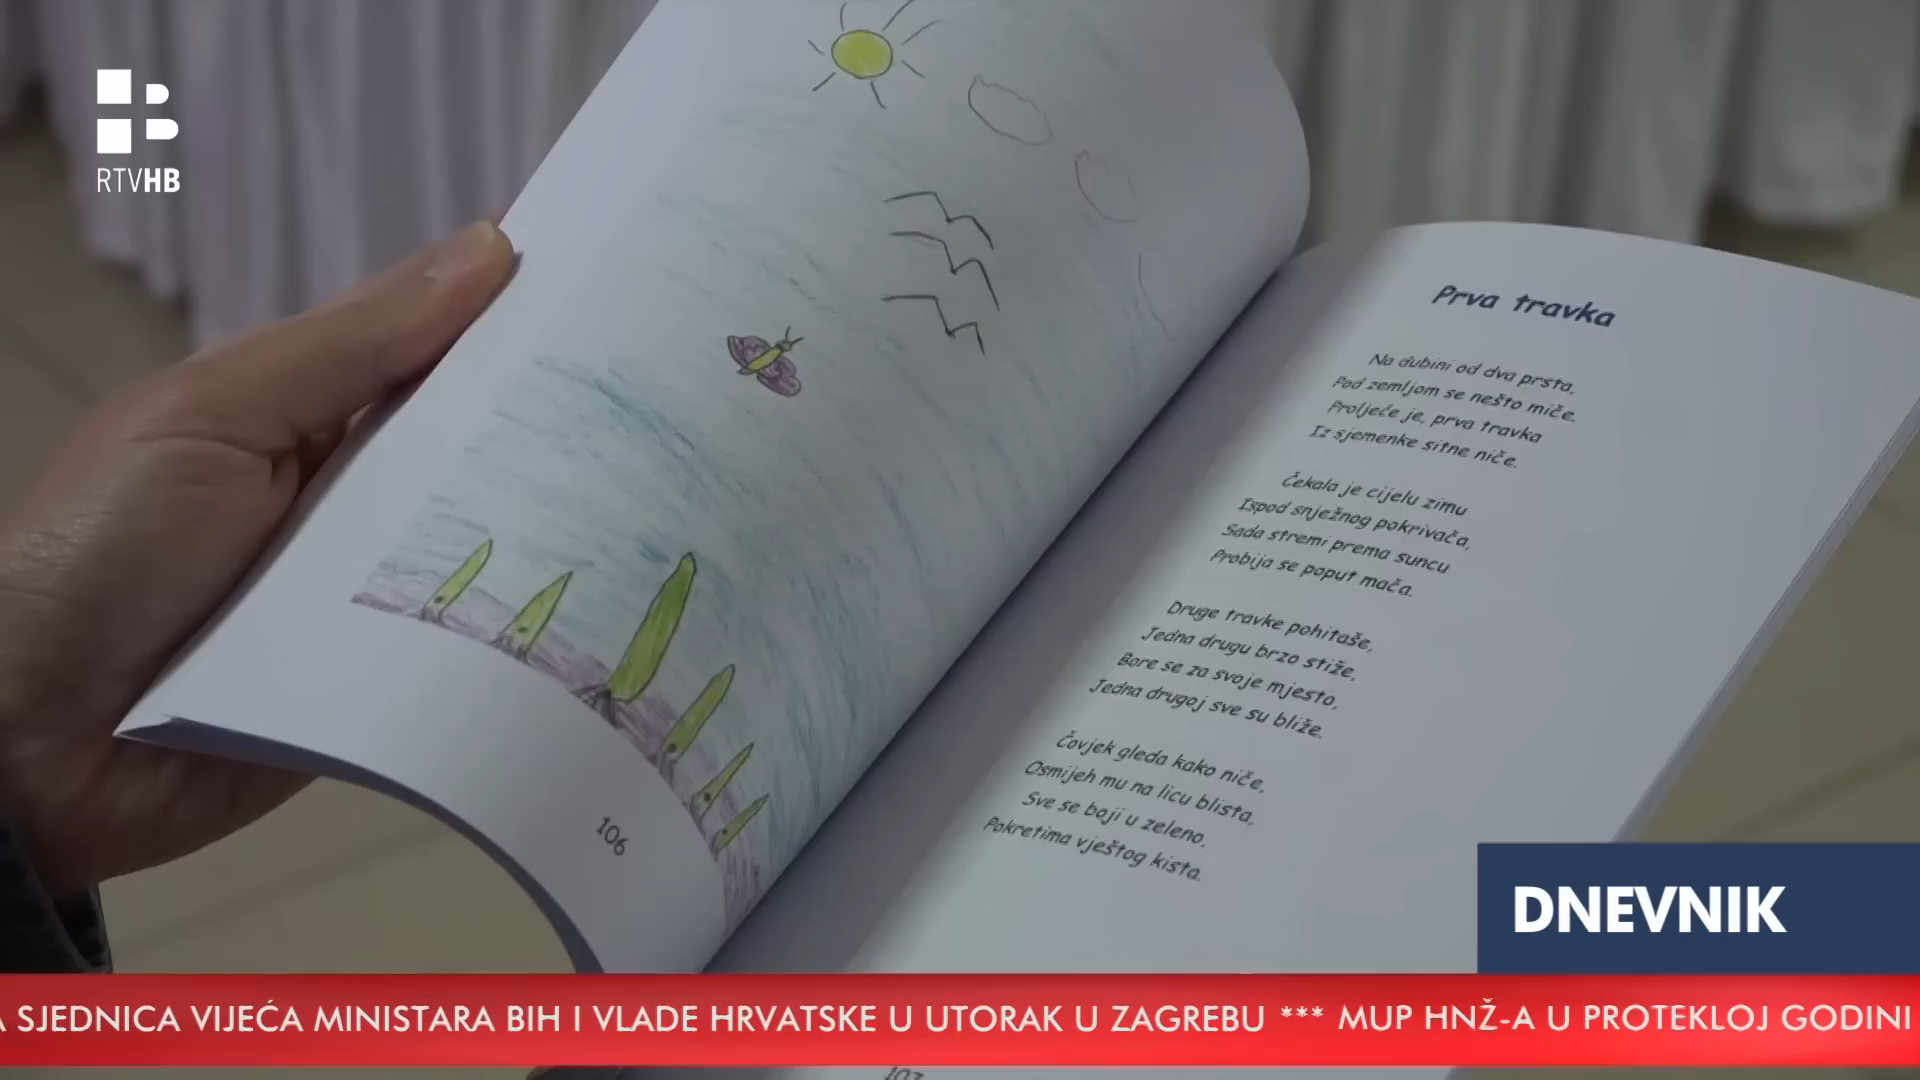 RTVHB
Prva travka
Na dubini od dva prsta,
Pod zemljom se nešto miče.
Proljeće je, prva travka
Iz sjemenke sitne niče.
Čekala je cijelu zimu
Ispod snježnog pokrivača,
Sada stremi prema suncu
Probija se poput mača.
Druge travke pohitaše,
Jedna drugu brzo stiže,
Bore se za svoje mjesto,
Jedna drugoj sve su bliže.
Čovjek gleda kako niče,
Osmijeh mu na licu blista,
Sve se boji u zeleno,
Pokretima vještog kista.
106
DNEVNIK
A SJEDNICA VIJEĆA MINISTARA BIH I VLADE HRVATSKE U UTORAK U ZAGREBU *** MUP HNŽ-A U PROTEKLOJ GODINI
107